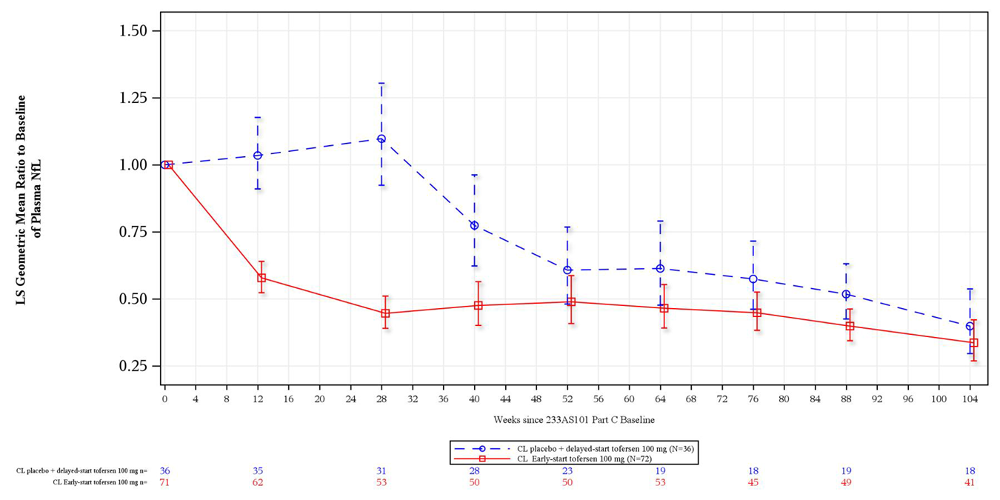 LS Geometric Mean Ratio to Baseline
of Plasma NfL
1.50
1.25
1.00
0.75
0.50
0.25
0 4 8 12 16 20 24 28 32 36 40 44 48 52 56 60 64 68 72 76 80 84 88 92 96 100 104
Weeks since 233AS101 Part C Baseline
CL placebo + delayed-start tofersen 100 mg (N=36)
CL Early-start tofersen 100 mg (N=72)
CL placebo + delayed-start tofersen 100 mg n= 36 35 31 28 23 19 18 19 18
CL Early-start tofersen 100 mg n= 71 62 53 50 50 53 45 49 41